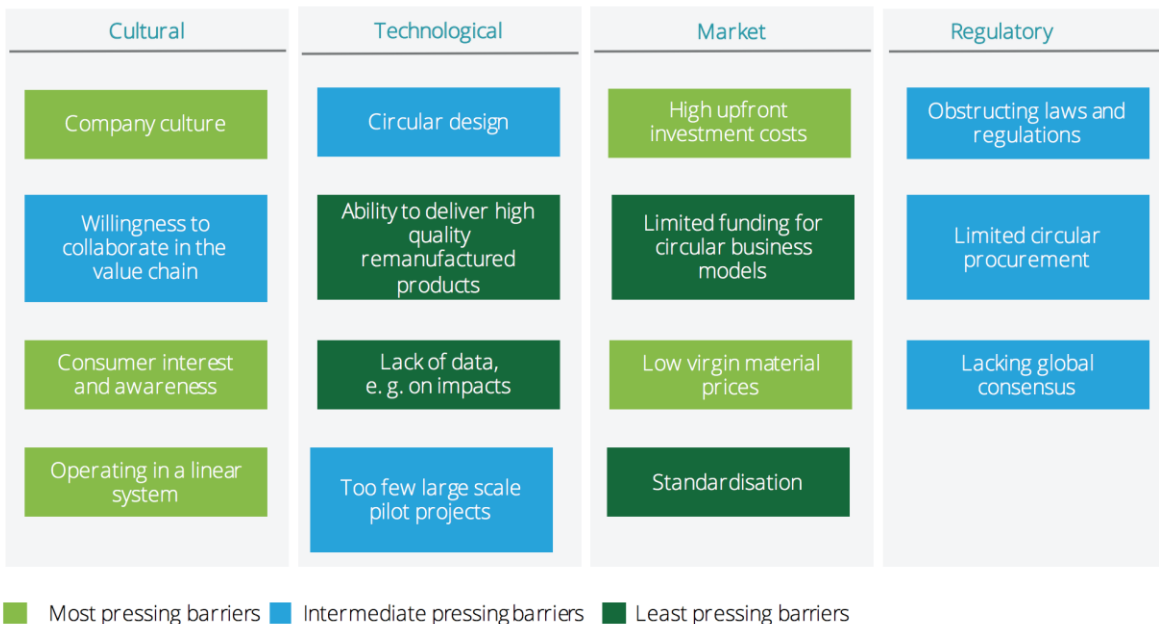 Cultural
Company culture
Willingness to
collaborate in the
value chain
Consumer interest
and awareness
Operating in a linear
system
Technological
Circular design
Ability to deliver high
quality
remanufactured
products
Lack of data,
e. g. on impacts
Too few large scale
pilot projects
Market
High upfront
investment costs
Limited funding for
circular business
models
Low virgin material
prices
Standardisation
Regulatory
Obstructing laws and
regulations
Limited circular
procurement
Lacking global
consensus
Most pressing barriers
Intermediate pressing barriers
Least pressing barriers